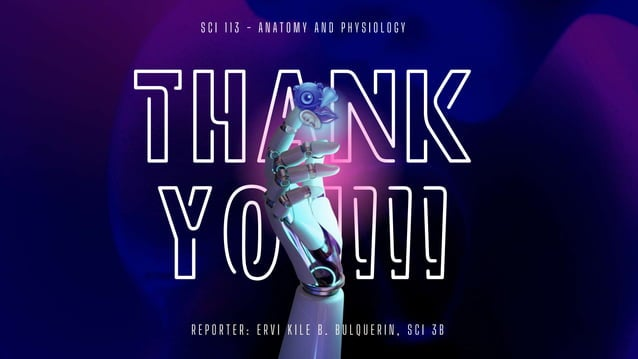 SCI 113 - ANATOMY AND PHYSIOLOGY
THANK
YOU!!!
REPORTER: ERVI KILE B. BULQUERIN, SCI 3B